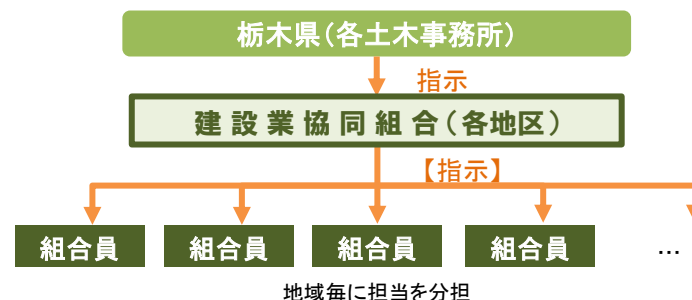 栃木県（各土木事務所）
指示
建設業協同組合（各地区）
【指示】
組合員 組合員 組合員 組合員 …
地域毎に担当を分担